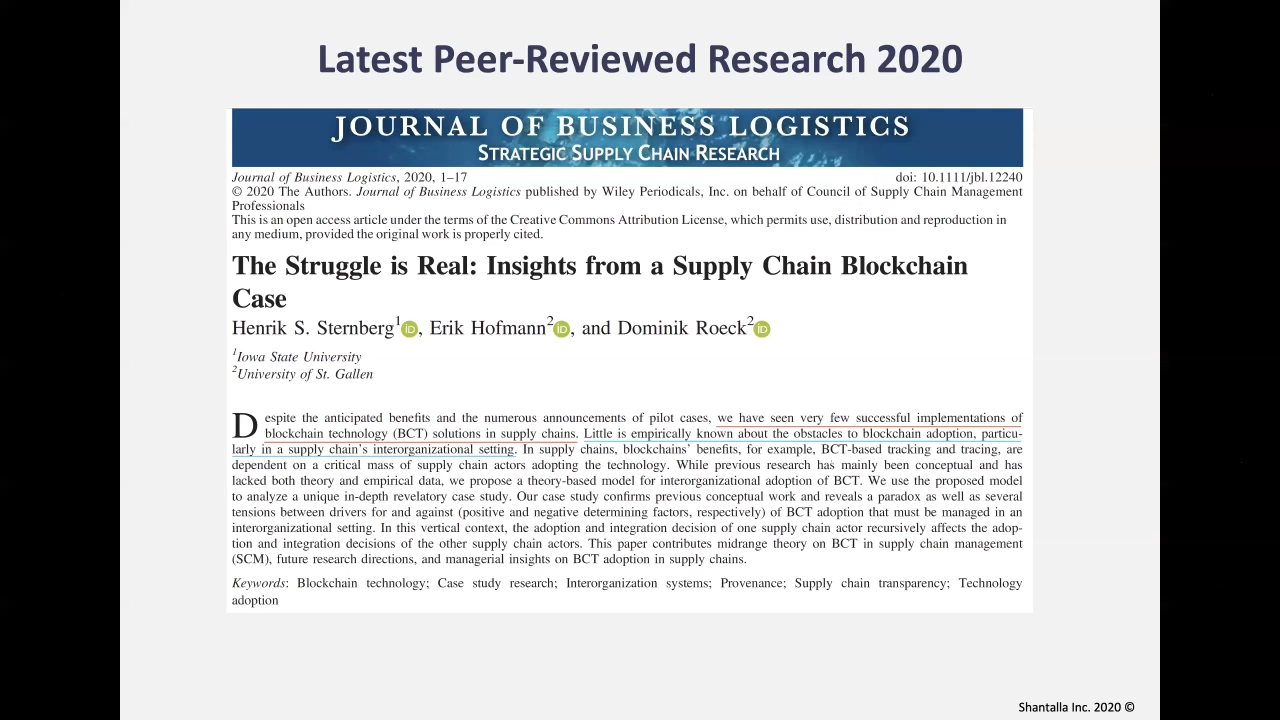 Latest Peer-Reviewed Research 2020
JOURNAL OF BUSINESS LOGISTICS
STRATEGIC SUPPLY CHAIN RESEARCH
Journal of Business Logistics, 2020, 1–17 doi: 10.1111/jbl.12240
© 2020 The Authors. Journal of Business Logistics published by Wiley Periodicals, Inc. on behalf of Council of Supply Chain Management
Professionals
This is an open access article under the terms of the Creative Commons Attribution License, which permits use, distribution and reproduction in
any medium, provided the original work is properly cited.
The Struggle is Real: Insights from a Supply Chain Blockchain
Case
Henrik S. Sternberg1 iD, Erik Hofmann2 iD, and Dominik Roeck2 iD
1Iowa State University
2University of St. Gallen
Despite the anticipated benefits and the numerous announcements of pilot cases, we have seen very few successful implementations of
blockchain technology (BCT) solutions in supply chains. Little is empirically known about the obstacles to blockchain adoption, particu-
larly in a supply chain's interorganizational setting. In supply chains, blockchains' benefits, for example, BCT-based tracking and tracing, are
dependent on a critical mass of supply chain actors adopting the technology. While previous research has mainly been conceptual and has
lacked both theory and empirical data, we propose a theory-based model for interorganizational adoption of BCT. We use the proposed model
to analyze a unique in-depth revelatory case study. Our case study confirms previous conceptual work and reveals a paradox as well as several
tensions between drivers for and against (positive and negative determining factors, respectively) of BCT adoption that must be managed in an
interorganizational setting. In this vertical context, the adoption and integration decision of one supply chain actor recursively affects the adop-
tion and integration decisions of the other supply chain actors. This paper contributes midrange theory on BCT in supply chain management
(SCM), future research directions, and managerial insights on BCT adoption in supply chains.
Keywords: Blockchain technology; Case study research; Interorganization systems; Provenance; Supply chain transparency; Technology
adoption
Shantalla Inc. 2020 ©